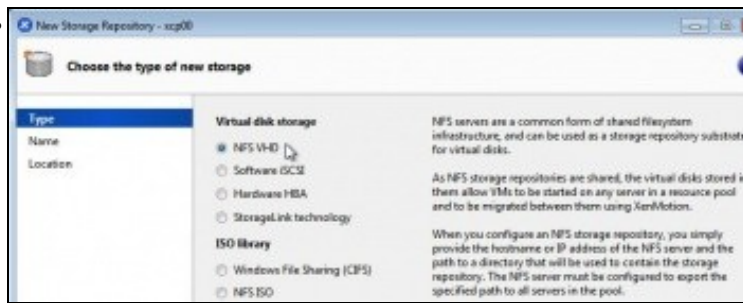 New Storage Repository - xcp00
Choose the type of new storage
Type
Name
Location
Virtual disk storage
NFS VHD
Software iSCSI
Hardware HBA
StorageLink technology
ISO library
Windows File Sharing (CIFS)
NFS ISO
NFS servers are a common form of shared filesystem
infrastructure, and can be used as a storage repository substrate
for virtual disks.
As NFS storage repositories are shared, the virtual disks stored in
them allow VMs to be started on any server in a resource pool
and to be migrated between them using XenMotion.
When you configure an NFS storage repository, you simply
provide the hostname or IP address of the NFS server and the
path to a directory that will be used to contain the storage
repository. The NFS server must be configured to export the
specified path to all servers in the pool.